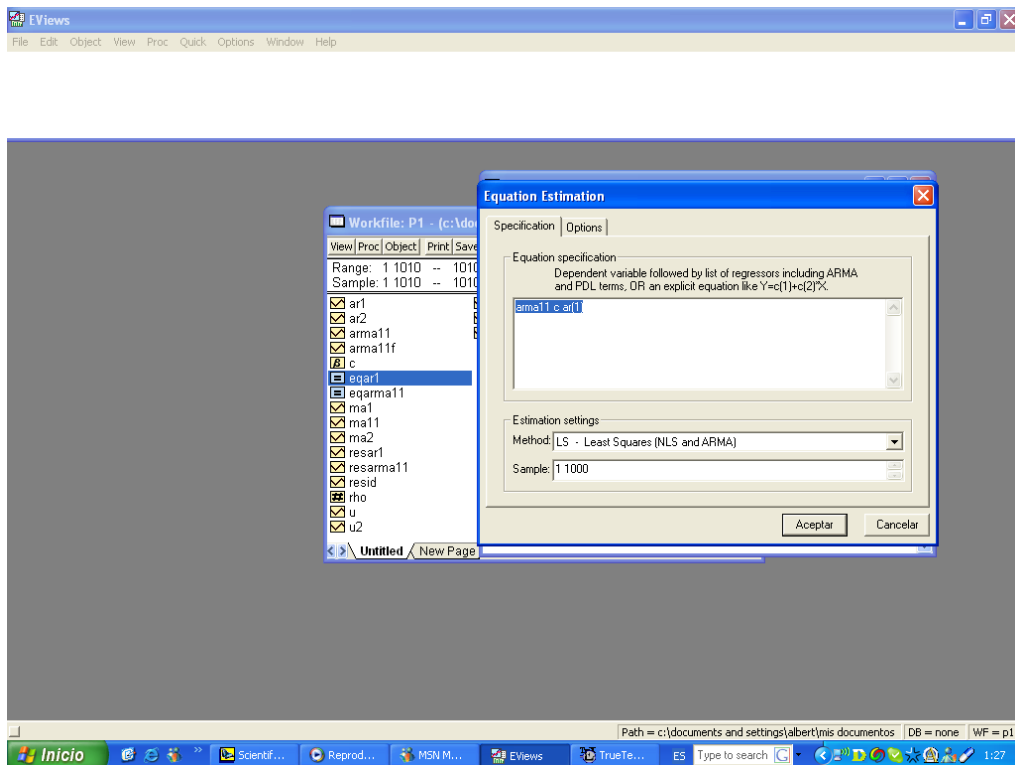 EViews
File Edit Object View Proc Quick Options Window Help
Workfile: P1 - (c:\doc
View Proc Object Print Save
Range: 1 1010 -- 1010
Sample: 1 1010 -- 1010
ar1
ar2
arma11
arma11f
c
eqar1
eqarma11
ma1
ma11
ma2
resar1
resarma11
resid
rho
u
u2
Untitled New Page
Equation Estimation
Specification Options
Equation specification
Dependent variable followed by list of regressors including ARMA
and PDL terms, OR an explicit equation like Y=c(1)+c(2)*X.
arma11 c ar(1)
Estimation settings
Method: LS - Least Squares (NLS and ARMA)
Sample: 1 1000
Aceptar Cancelar
Path = c:\documents and settings\albert\mis documentos DB = none WF = p1
Inicio Scientif... Reprod... MSN M... EViews TrueTe... ES Type to search 1:27